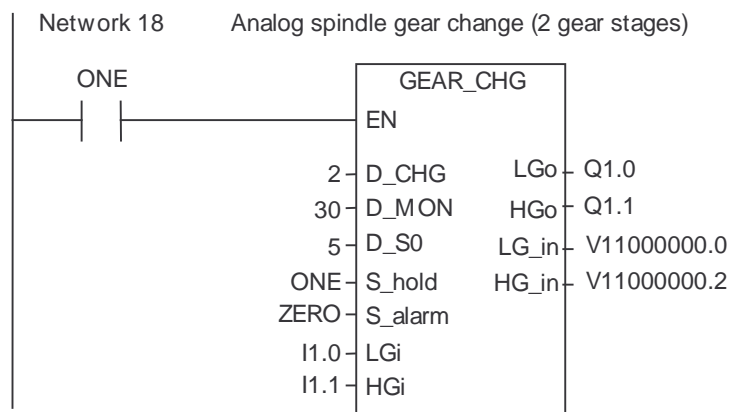 Network 18 Analog spindle gear change (2 gear stages)
ONE
GEAR_CHG
EN
2 D_CHG LGo Q1.0
30 D_MON HGo Q1.1
5 D_S0 LG_in V11000000.0
ONE S_hold HG_in V11000000.2
ZERO S_alarm
I1.0 LGi
I1.1 HGi